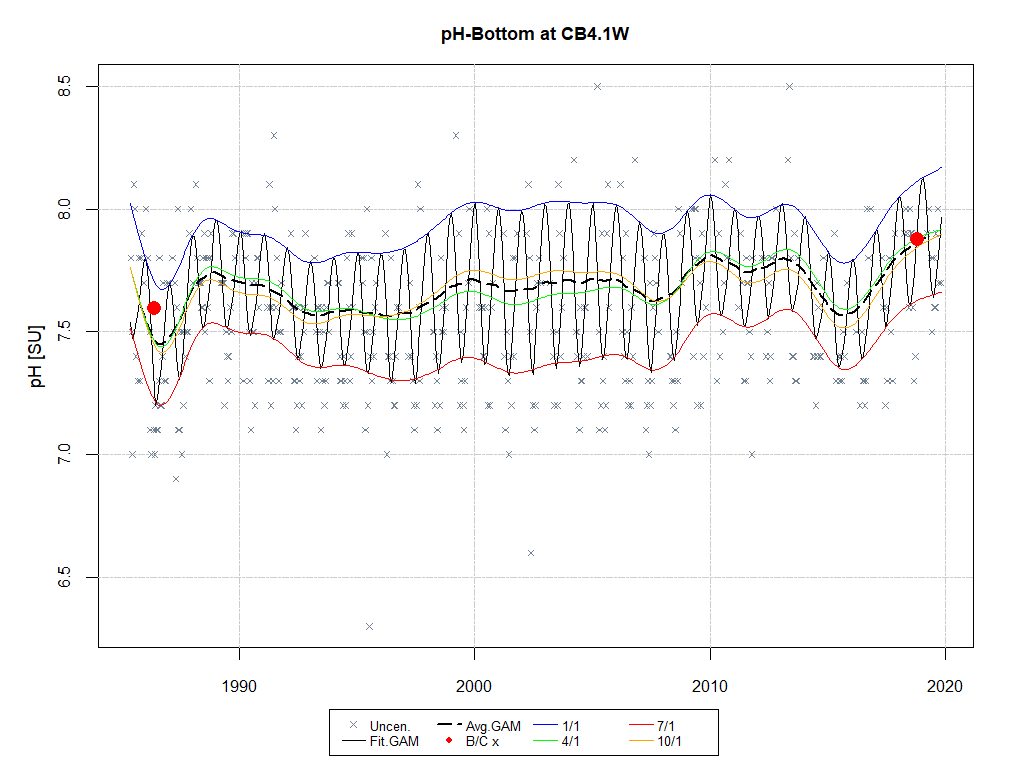 pH-Bottom at CB4.1W
pH [SU]
8.5
8.0
7.5
7.0
6.5
1990 2000 2010 2020
Uncen. Avg.GAM 1/1 7/1
Fit.GAM B/C x 4/1 10/1